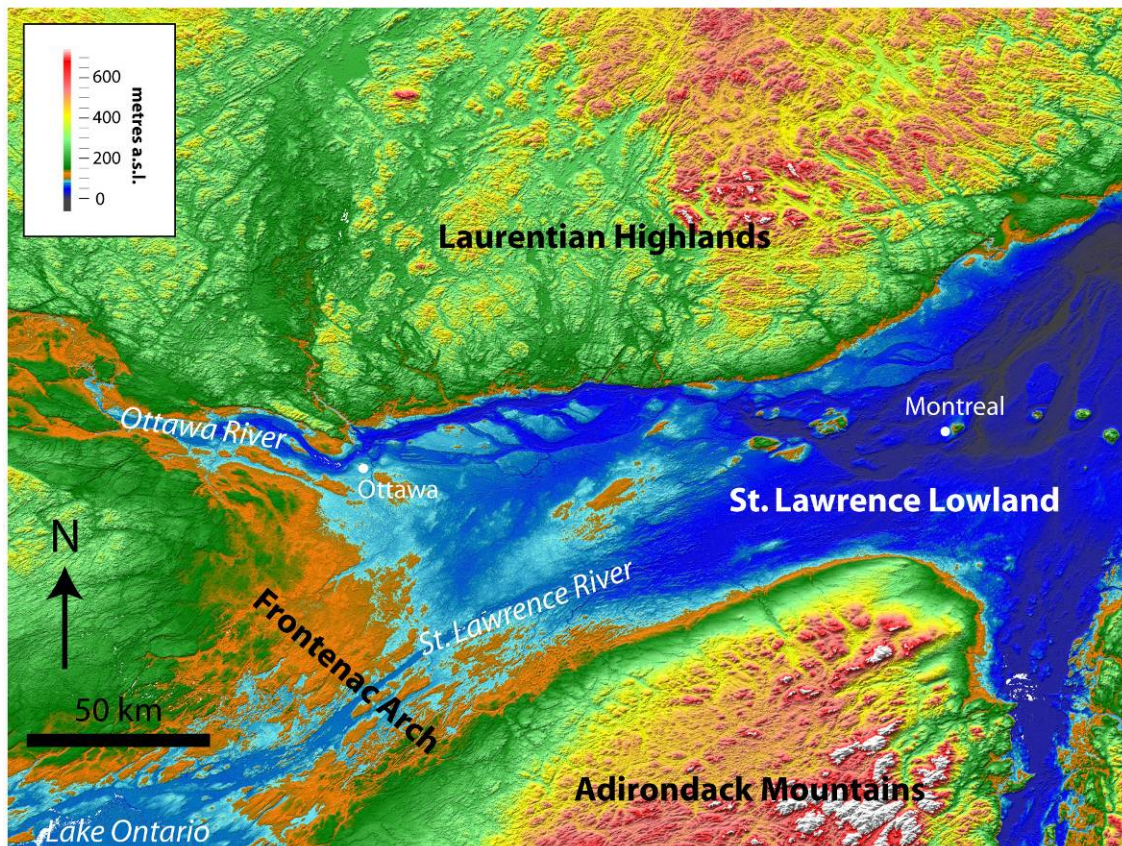 600
400
200
0
metres a.s.l.
Laurentian Highlands
Ottawa River
Montreal
Ottawa
St. Lawrence Lowland
N
St. Lawrence River
Frontenac Arch
50 km
Adirondack Mountains
Lake Ontario